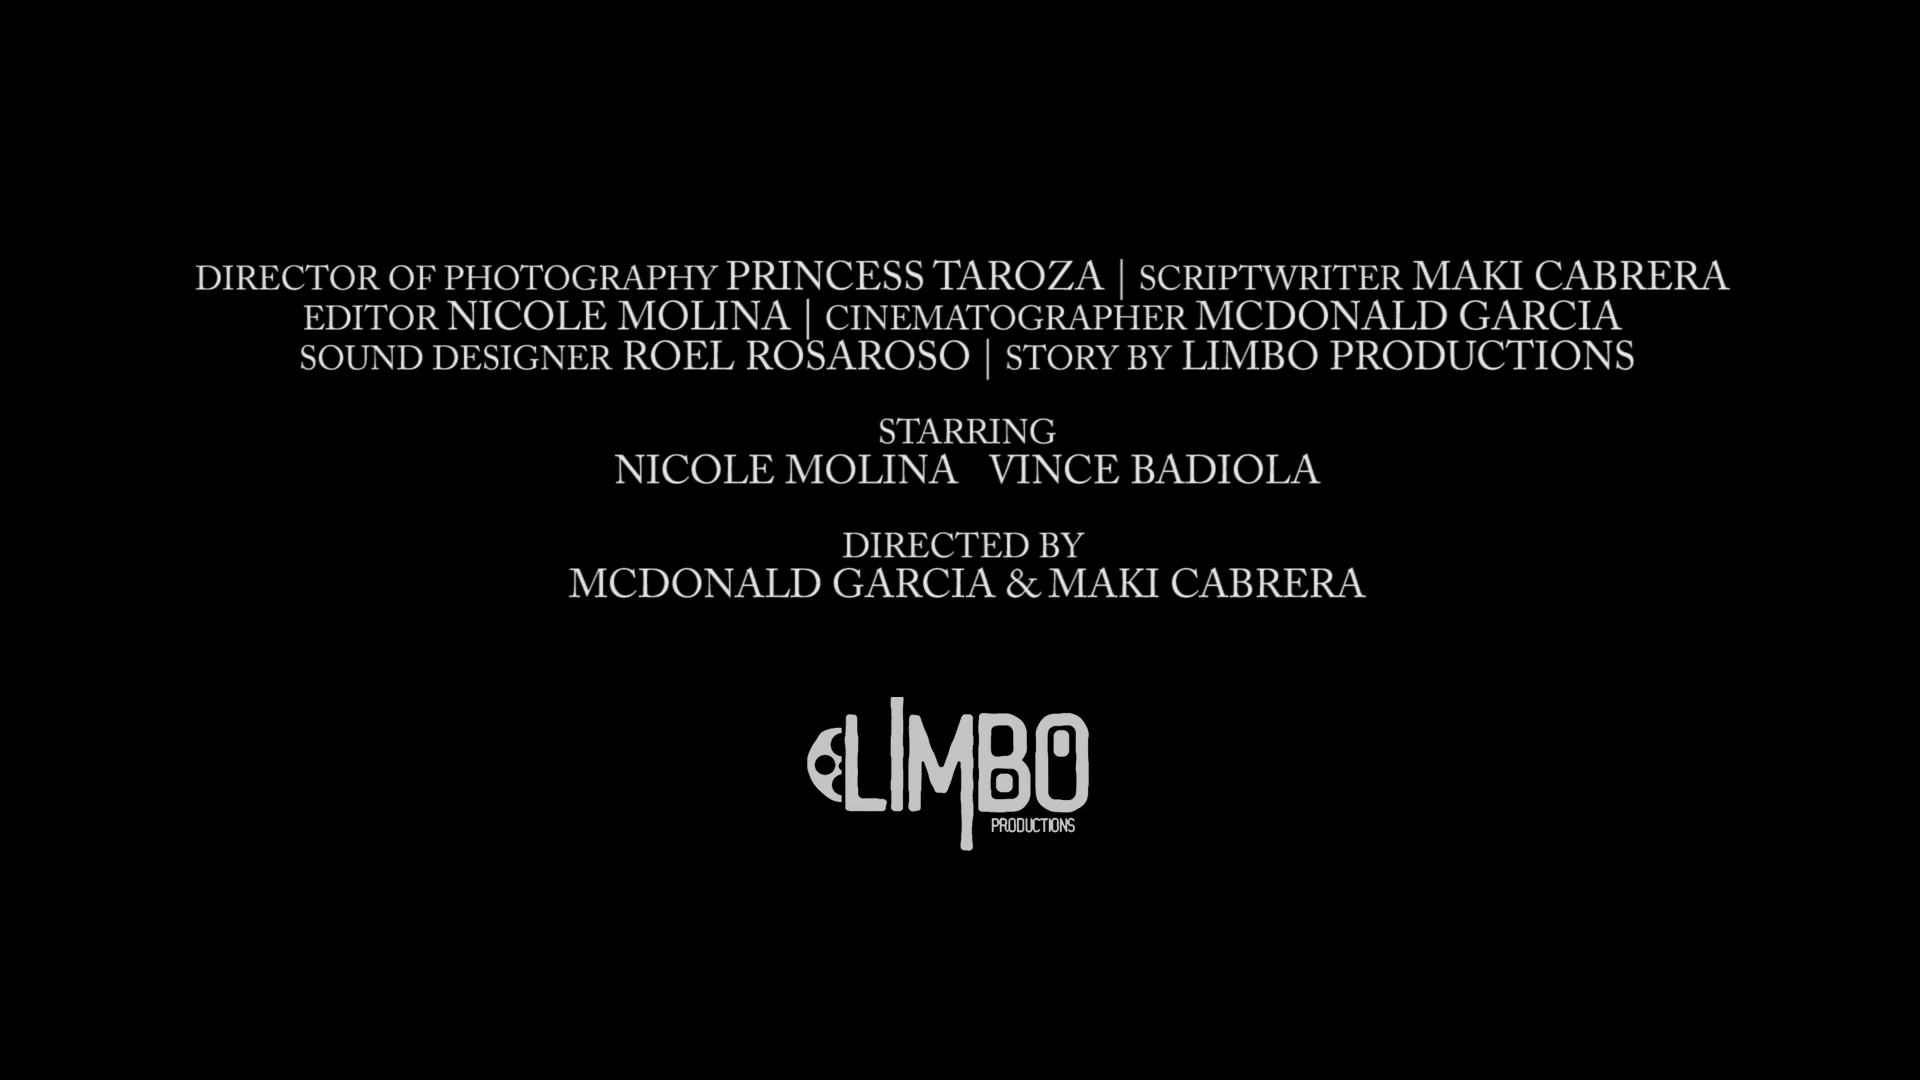 DIRECTOR OF PHOTOGRAPHY PRINCESS TAROZA | SCRIPTWRITER MAKI CABRERA
EDITOR NICOLE MOLINA | CINEMATOGRAPHER MCDONALD GARCIA
SOUND DESIGNER ROEL ROSAROSO | STORY BY LIMBO PRODUCTIONS
STARRING
NICOLE MOLINA VINCE BADIOLA
DIRECTED BY
MCDONALD GARCIA & MAKI CABRERA
LIMBO
PRODUCTIONS